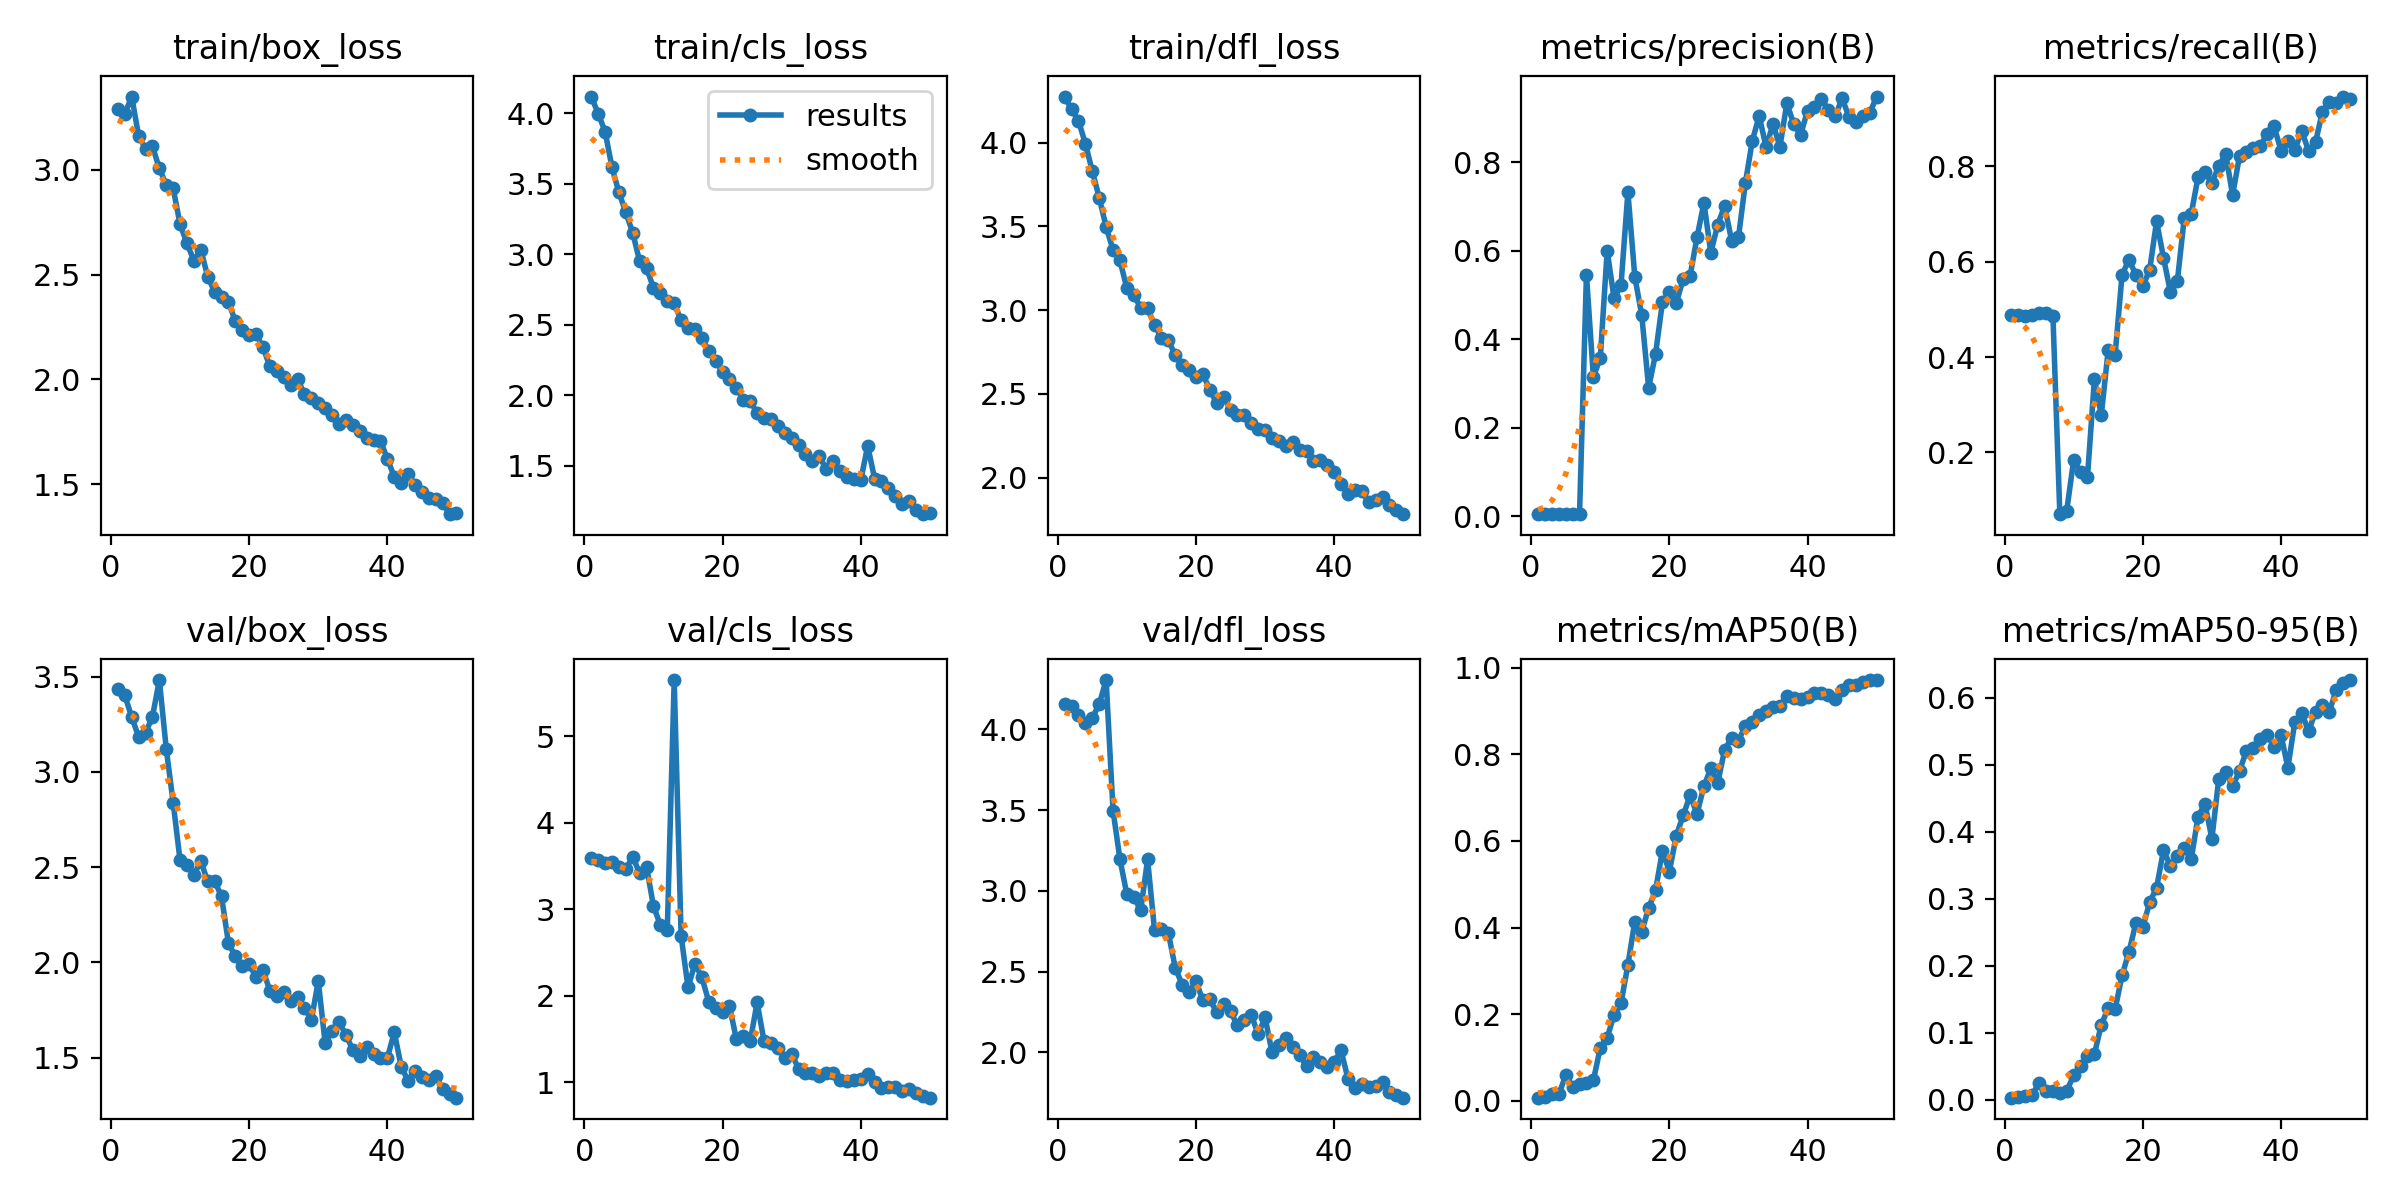 train/box_loss
3.0
2.5
2.0
1.5
0 20 40
train/cls_loss
results
smooth
4.0
3.5
3.0
2.5
2.0
1.5
0 20 40
train/dfl_loss
4.0
3.5
3.0
2.5
2.0
0 20 40
metrics/precision(B)
0.8
0.6
0.4
0.2
0.0
0 20 40
metrics/recall(B)
0.8
0.6
0.4
0.2
0 20 40
val/box_loss
3.5
3.0
2.5
2.0
1.5
0 20 40
val/cls_loss
5
4
3
2
1
0 20 40
val/dfl_loss
4.0
3.5
3.0
2.5
2.0
0 20 40
metrics/mAP50(B)
1.0
0.8
0.6
0.4
0.2
0.0
0 20 40
metrics/mAP50-95(B)
0.6
0.5
0.4
0.3
0.2
0.1
0.0
0 20 40